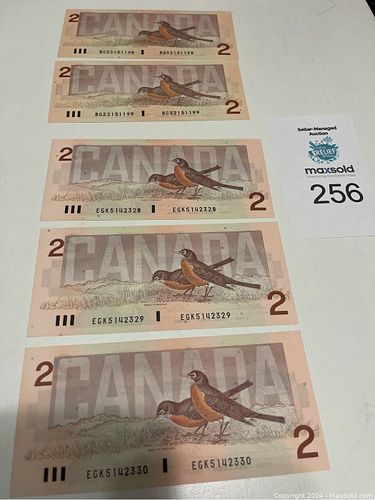 CANADA
2
BGS2151198 BGS2151198
2
2
CANADA
BGS2151199 BGS2151199
2
2
CANADA
EGK5142328 EGK5142328
2
2
CANADA
EGK5142329 EGK5142329
2
2
CANADA
EGK5142330 EGK5142330
2
Seller-Managed
Auction
RELIEF
maxsold
256
© 2024 - MaxSold.com